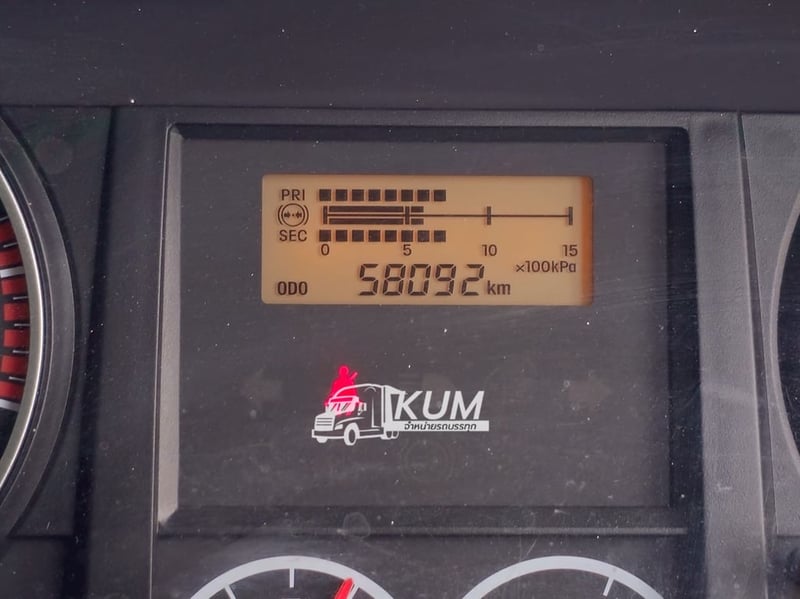 PRI
SEC
0 5 10 15
×100kPa
ODO 58092 km
KUM
จำหน่ายรถบรรทุก